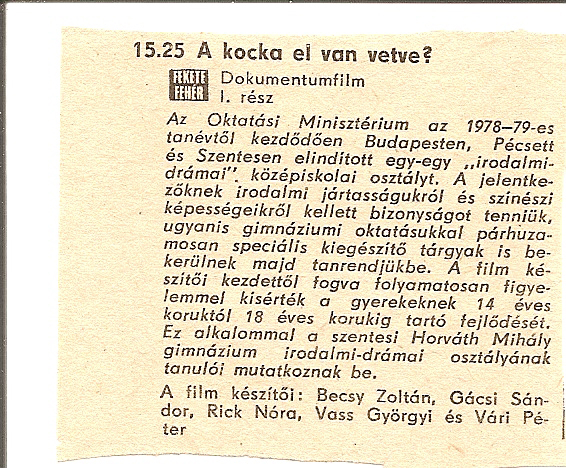 15.25 A kocka el van vetve?
FEKETE
FEHÉR
Dokumentumfilm
I. rész
Az Oktatási Minisztérium az 1978–79-es
tanévtől kezdődően Budapesten, Pécsett
és Szentesen elindított egy-egy „irodalmi-
drámai”. középiskolai osztályt. A jelentke-
zőknek irodalmi jártasságukról és színészi
képességeikről kellett bizonyságot tenniük,
ugyanis gimnáziumi oktatásukkal párhuza-
mosan speciális kiegészítő tárgyak is be-
kerülnek majd tanrendjükbe. A film ké-
szítői kezdettől fogva folyamatosan figye-
lemmel kisérték a gyerekeknek 14 éves
koruktól 18 éves korukig tartó fejlődését.
Ez alkalommal a szentesi Horváth Mihály
gimnázium irodalmi-drámai osztályának
tanulói mutatkoznak be.
A film készítői: Becsy Zoltán, Gácsi Sán-
dor, Rick Nóra, Vass Györgyi és Vári Pé-
ter